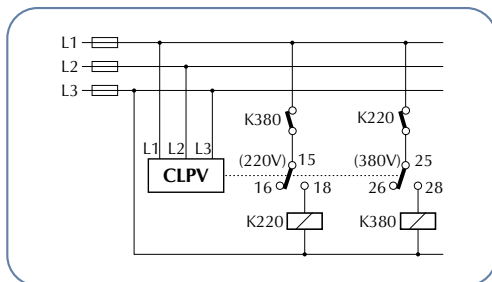 L1
L2
L3
K380 K220
L1 L2 L3
(220V) 15 (380V) 25
CLPV
16 18 26 28
K220 K380